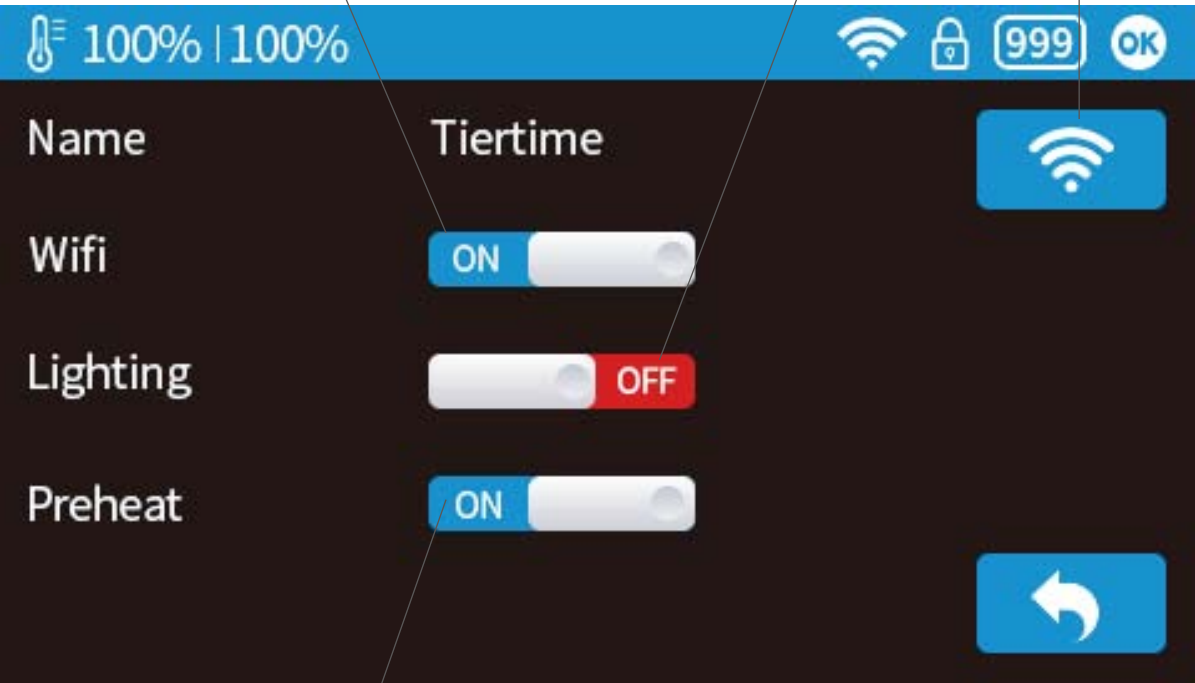 100% | 100% 999 OK
Name Tiertime
Wifi ON
Lighting OFF
Preheat ON